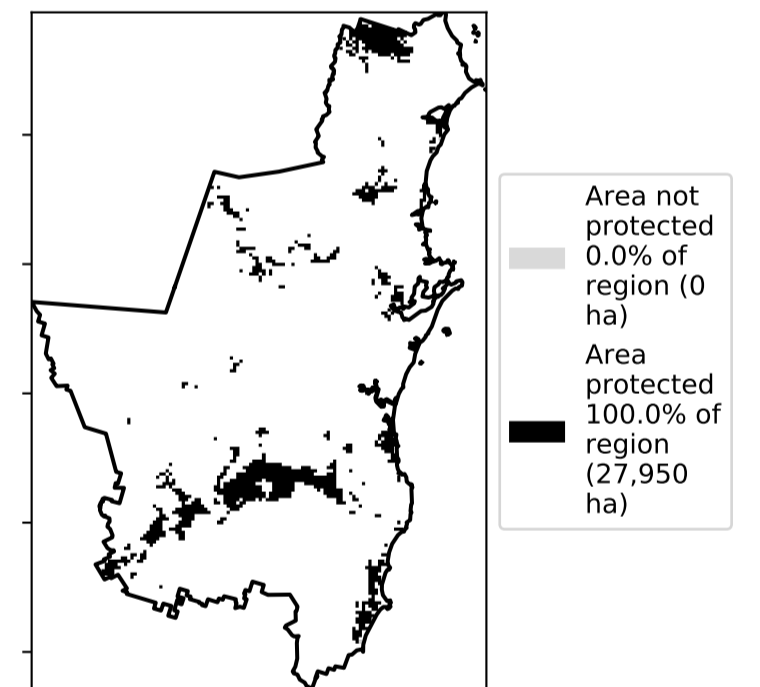 Area not
protected
0.0% of
region (0
ha)
Area
protected
100.0% of
region
(27,950
ha)